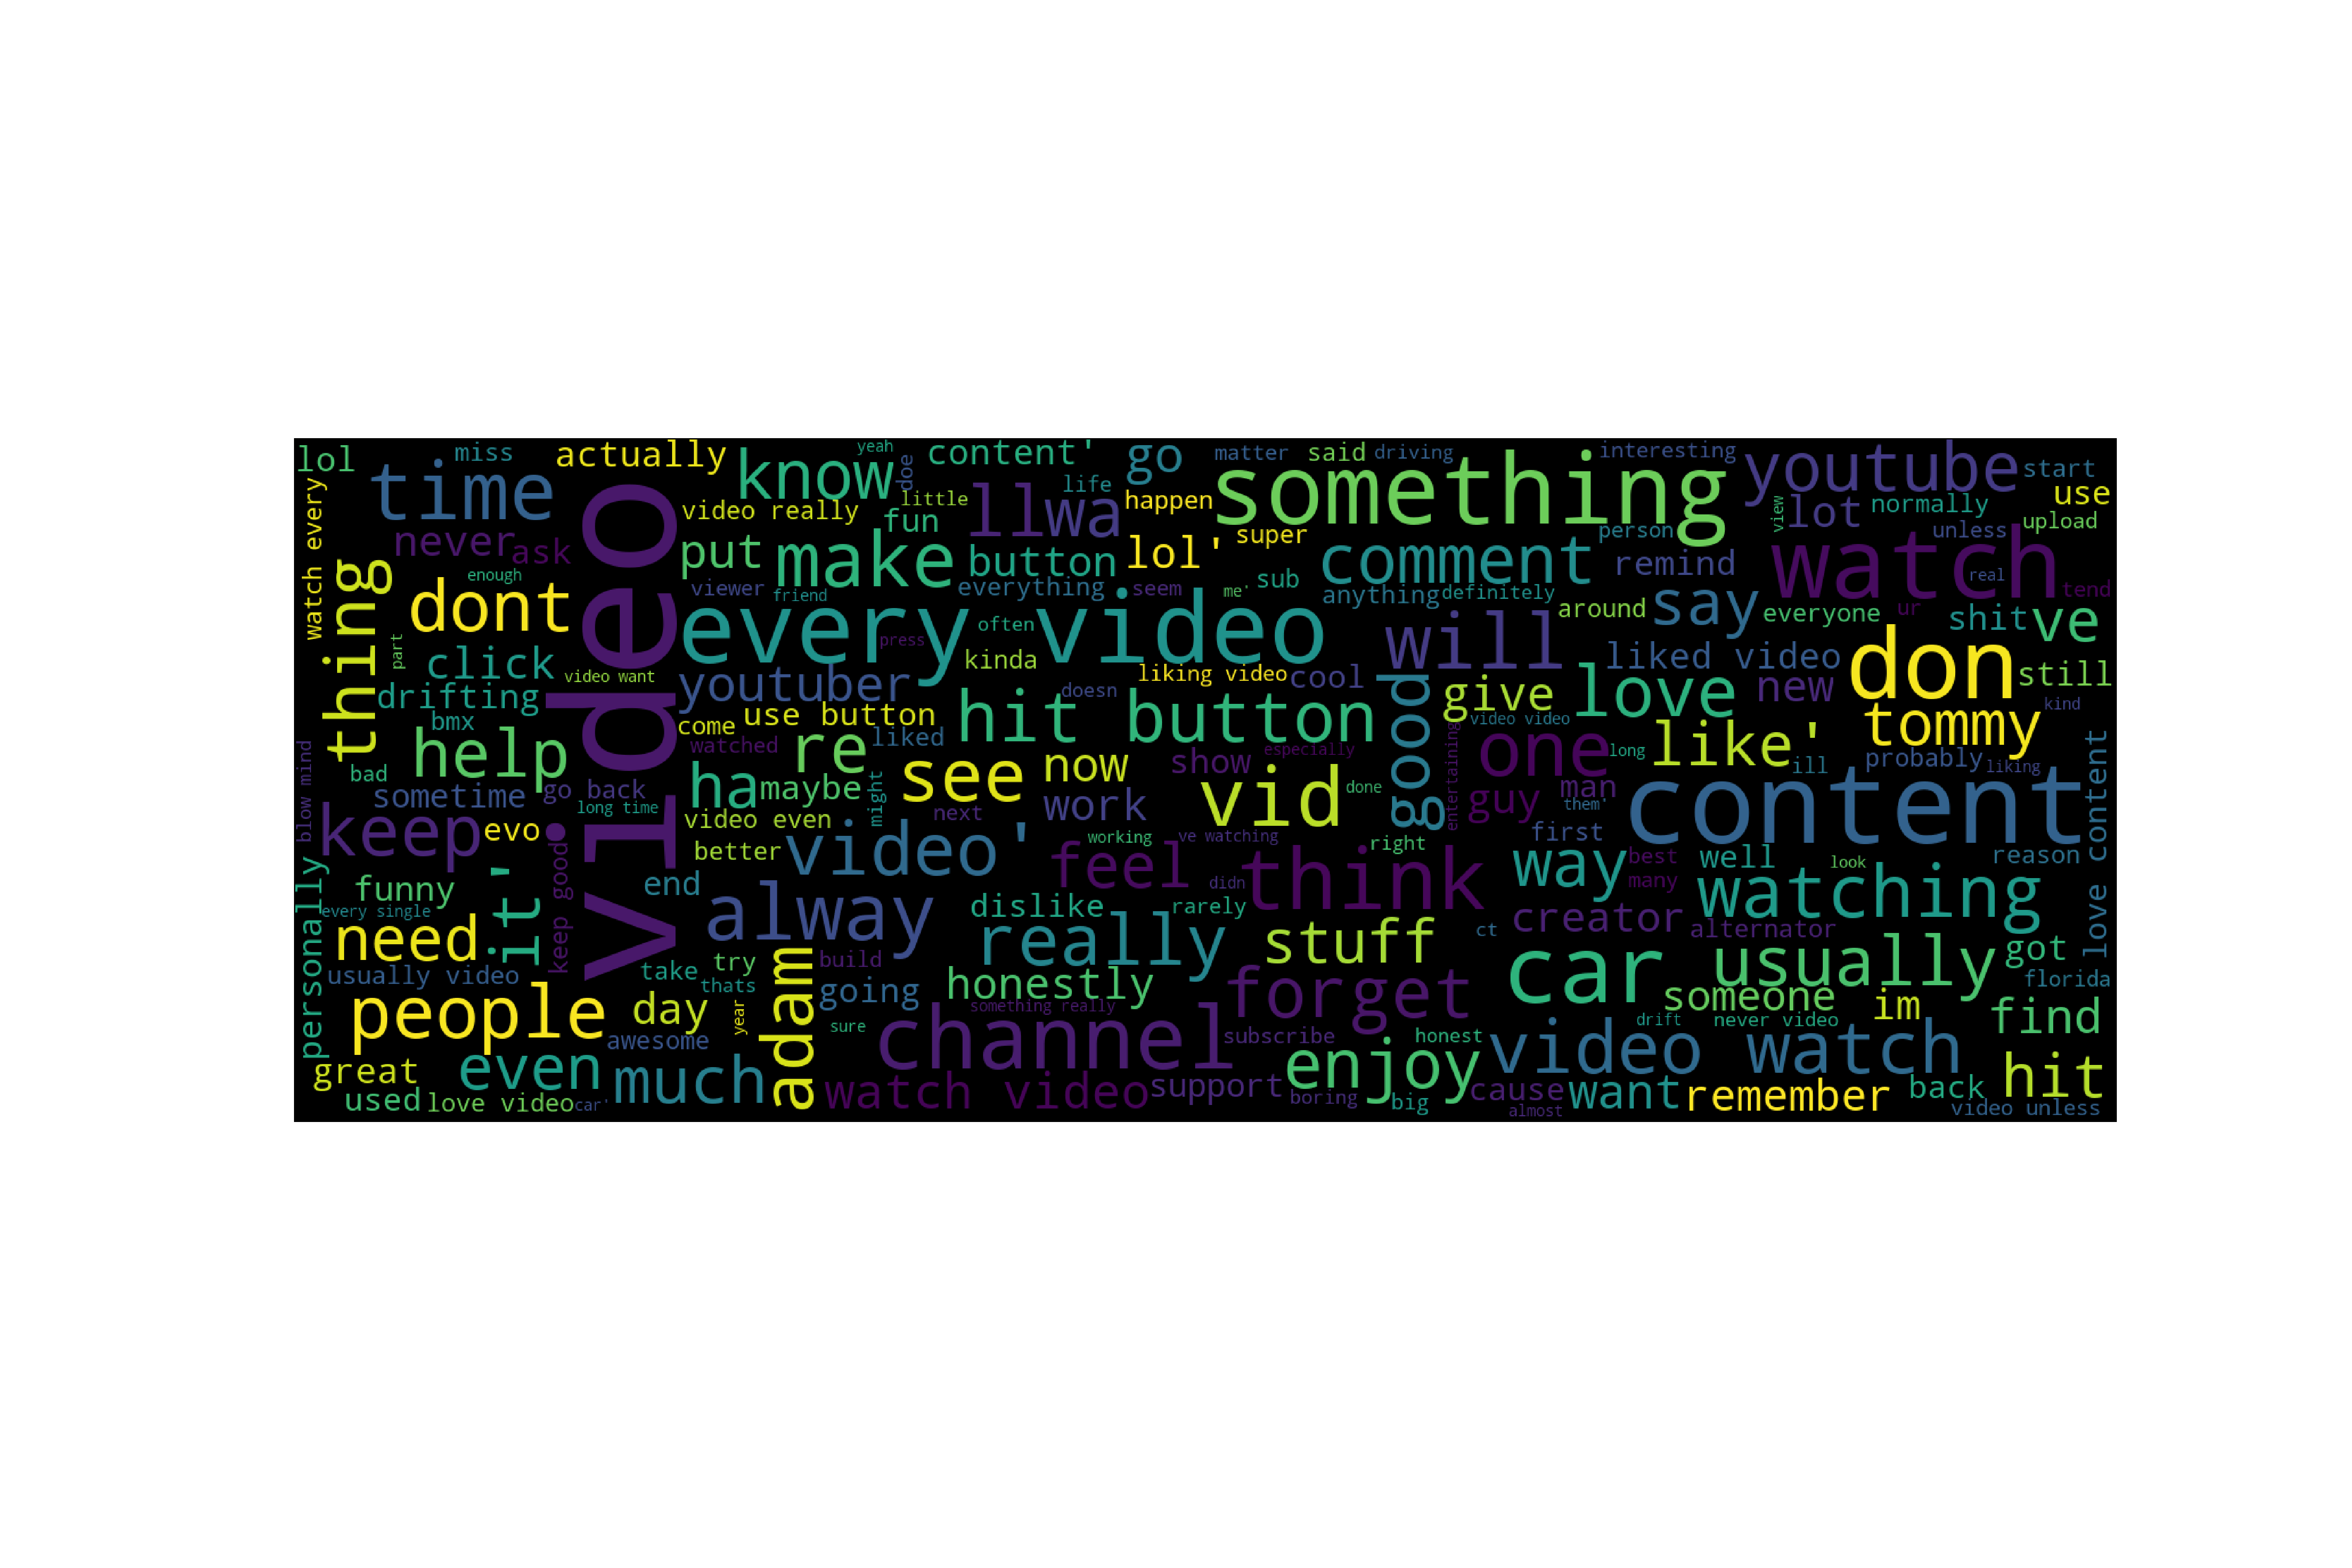 lol
miss
actually
know
yeah
doe
content'
go
matter said driving
interesting
youtube
start
watch every
time
video
video really
little
life
happen
something
lot
normally
use
fun
llwa
view
unless
upload
never
ask
put
make
button
lol'
super
comment
person
remind
watch
real
tend
thing
enough
dont
viewer
friend
everything
seem
me'
sub
anything
definitely
around
say
everyone
ur
shit
ve
part
every video
press
often
click
video want
kinda
will
liked video
don
still
drifting
youtuber
liking video
cool
doesn
good
give
love
new
kind
bmx
come
use button
hit button
video video
tommy
help
watched
re
liked
see
now
show
especially
one
long
like'
ill
probably
liking
blow mind
bad
sometime
go back
long time
ha
maybe
might
next
work
vid
done
entertaining
guy
man
them'
content
love content
keep
evo
keep good
video even
better
video'
working
ve watching
right
first
way
best
many
well
look
reason
personally
funny
end
feel
didn
think
watching
every single
it'
alway
dislike
rarely
creator
alternator
need
really
stuff
ct
usually video
take
try
thats
adam
build
going
honestly
car
usually
got
florida
people
day
year
sure
something really
forget
someone
im
find
awesome
channel
subscribe
honest
drift
never video
great
even
much
enjoy
video watch
hit
used
love video
car'
watch video
support
boring
big
cause
almost
want
remember
back
video unless